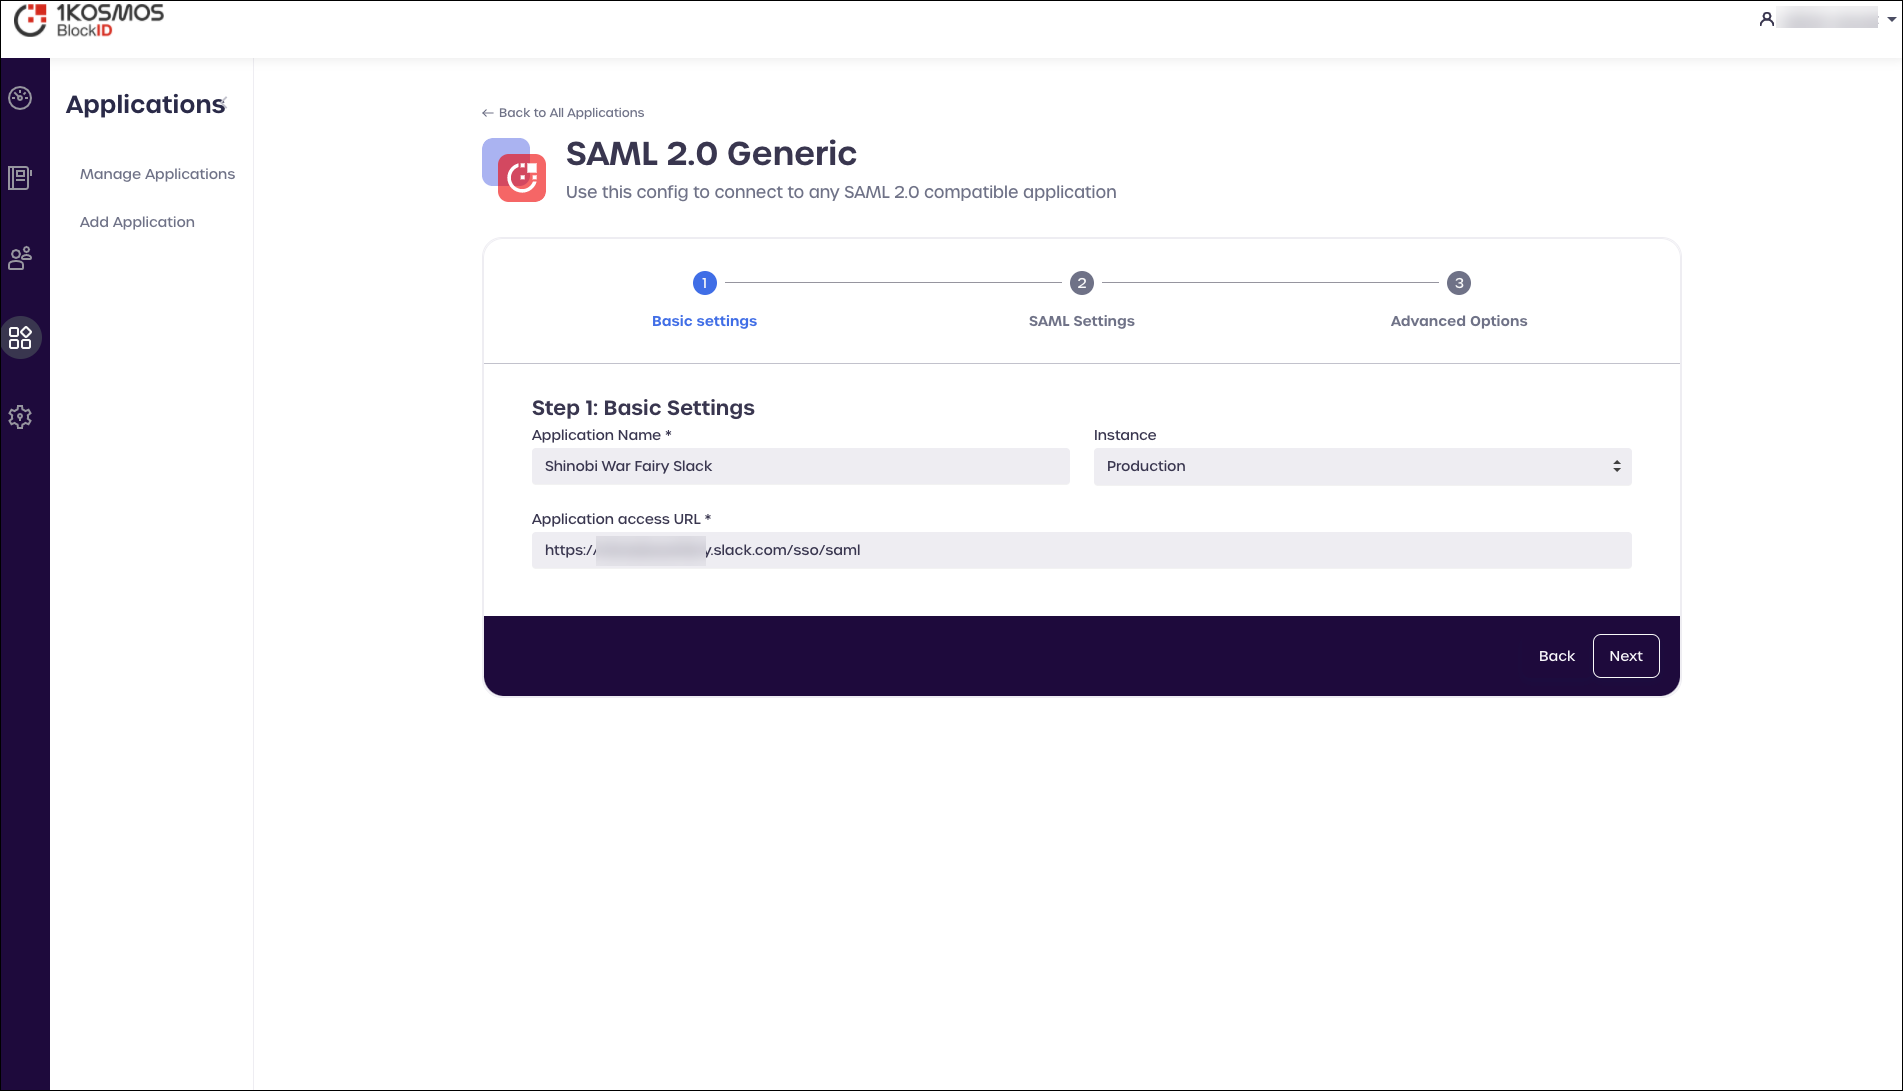 1KOSMOS
BlockID
Applications
Manage Applications
Add Application
← Back to All Applications
SAML 2.0 Generic
Use this config to connect to any SAML 2.0 compatible application
1
2
3
Basic settings
SAML Settings
Advanced Options
Step 1: Basic Settings
Application Name *
Instance
Shinobi War Fairy Slack
Production
Application access URL *
https:/ y.slack.com/sso/saml
Back
Next